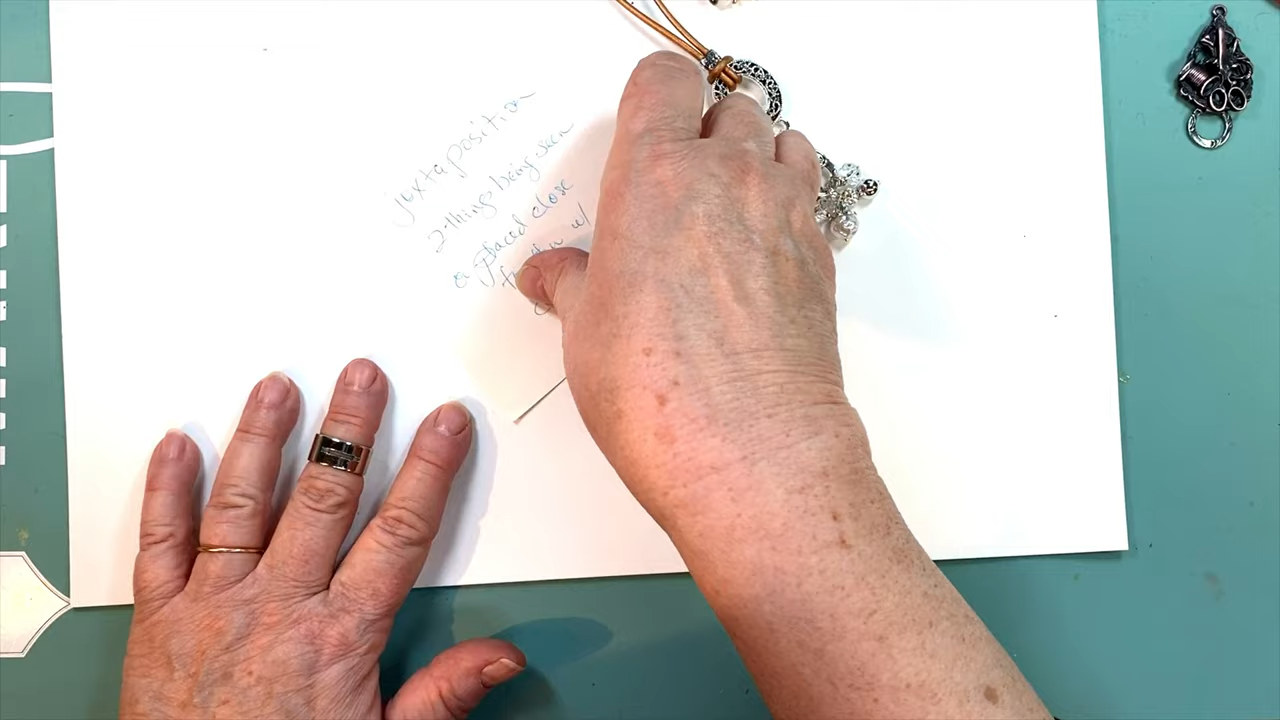 juxtaposition
2 things being seen
or placed close
w/